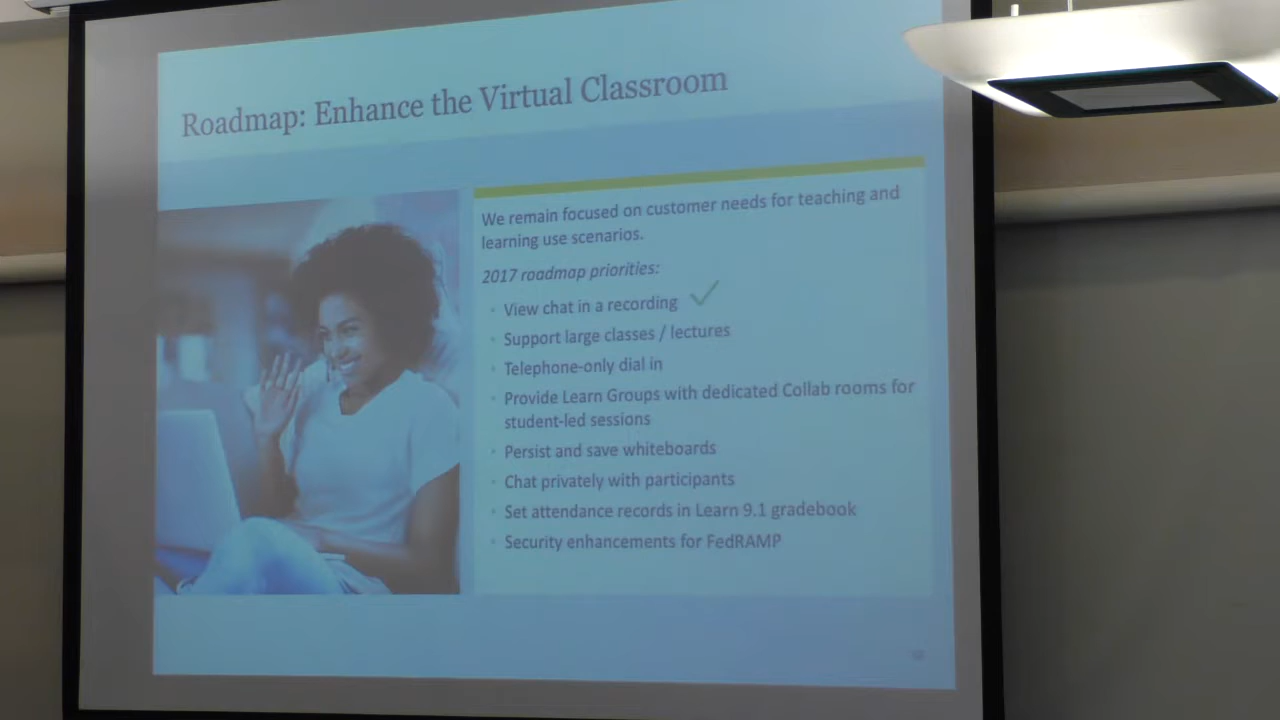 Roadmap: Enhance the Virtual Classroom
We remain focused on customer needs for teaching and
learning use scenarios.
2017 roadmap priorities:
View chat in a recording
Support large classes / lectures
Telephone-only dial in
Provide Learn Groups with dedicated Collab rooms for
student-led sessions
Persist and save whiteboards
Chat privately with participants
Set attendance records in Learn 9.1 gradebook
Security enhancements for FedRAMP